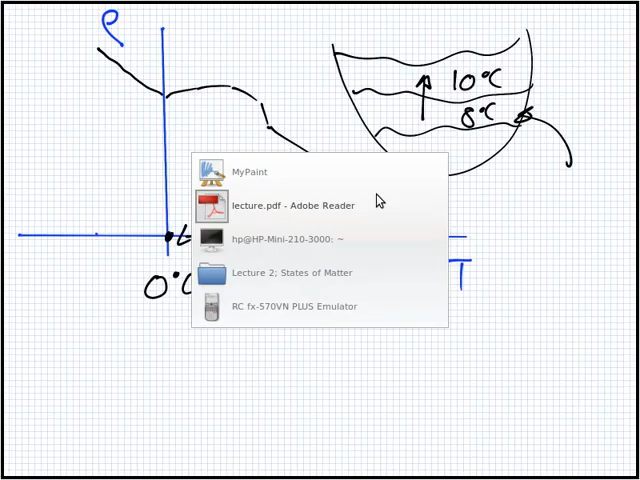 ρ
10°C
8°C
MyPaint
lecture.pdf - Adobe Reader
hp@HP-Mini-210-3000: ~
Lecture 2; States of Matter
RC fx-570VN PLUS Emulator
0°C
T